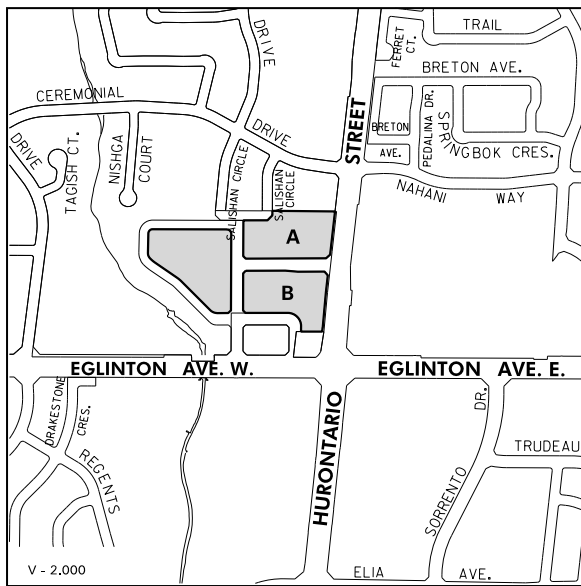 TRAIL
FERRET
CT.
DRIVE
BRETON AVE.
CEREMONIAL
DRIVE
STREET
BRETON
AVE.
PEDALINA DR.
SPRINGBOK CRES.
DRIVE
TAGISH CT.
NISHGA
COURT
SALISHAN CIRCLE
SALISHAN
CIRCLE
NAHANI WAY
A
B
EGLINTON AVE. W.
EGLINTON AVE. E.
DRAKESTONE
CRES.
REGENTS
HURONTARIO
SORRENTO
DR.
TRUDEAU
V - 2.000
ELIA AVE.